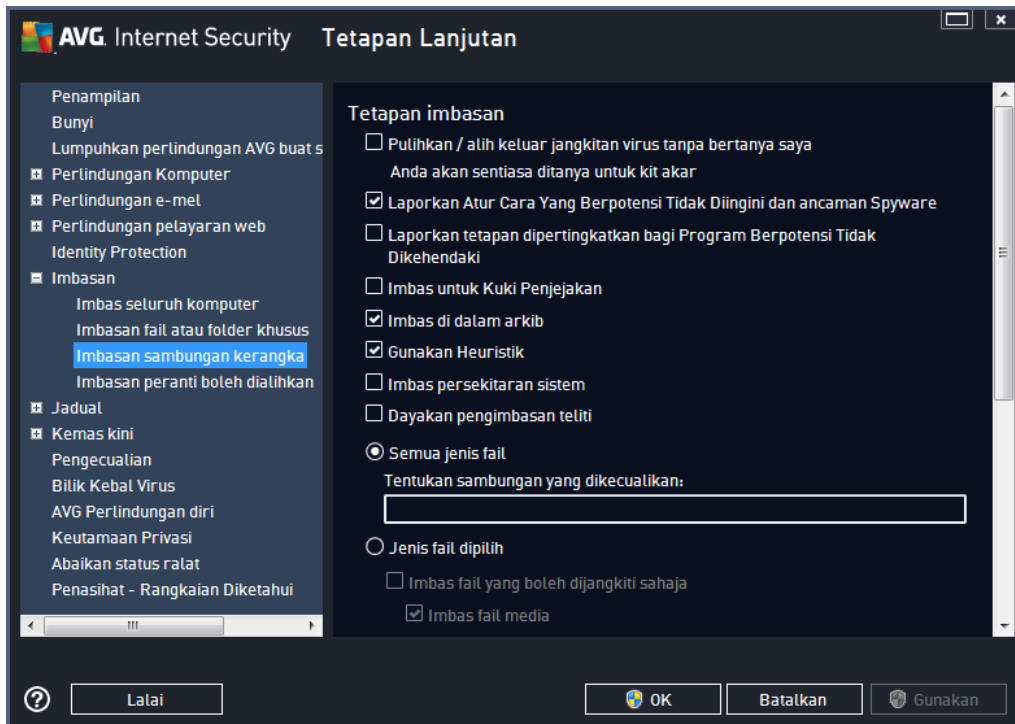 AVG. Internet Security Tetapan Lanjutan
Penampilan
Bunyi
Lumpuhkan perlindungan AVG buat s
Perlindungan Komputer
Perlindungan e-mel
Perlindungan pelayaran web
Identity Protection
Imbasan
Imbas seluruh komputer
Imbasan fail atau folder khusus
Imbasan sambungan kerangka
Imbasan peranti boleh dialihkan
Jadual
Kemas kini
Pengecualian
Bilik Kebal Virus
AVG Perlindungan diri
Keutamaan Privasi
Abaikan status ralat
Penasihat - Rangkaian Diketahui
Tetapan imbasan
Pulihkan / alih keluar jangkitan virus tanpa bertanya saya
Anda akan sentiasa ditanya untuk kit akar
Laporkan Atur Cara Yang Berpotensi Tidak Diingini dan ancaman Spyware
Laporkan tetapan dipertingkatkan bagi Program Berpotensi Tidak
Dikehendaki
Imbas untuk Kuki Penjejakan
Imbas di dalam arkib
Gunakan Heuristik
Imbas persekitaran sistem
Dayakan pengimbasan teliti
Semua jenis fail
Tentukan sambungan yang dikecualikan:
Jenis fail dipilih
Imbas fail yang boleh dijangkiti sahaja
Imbas fail media
Lalai
OK
Batalkan
Gunakan